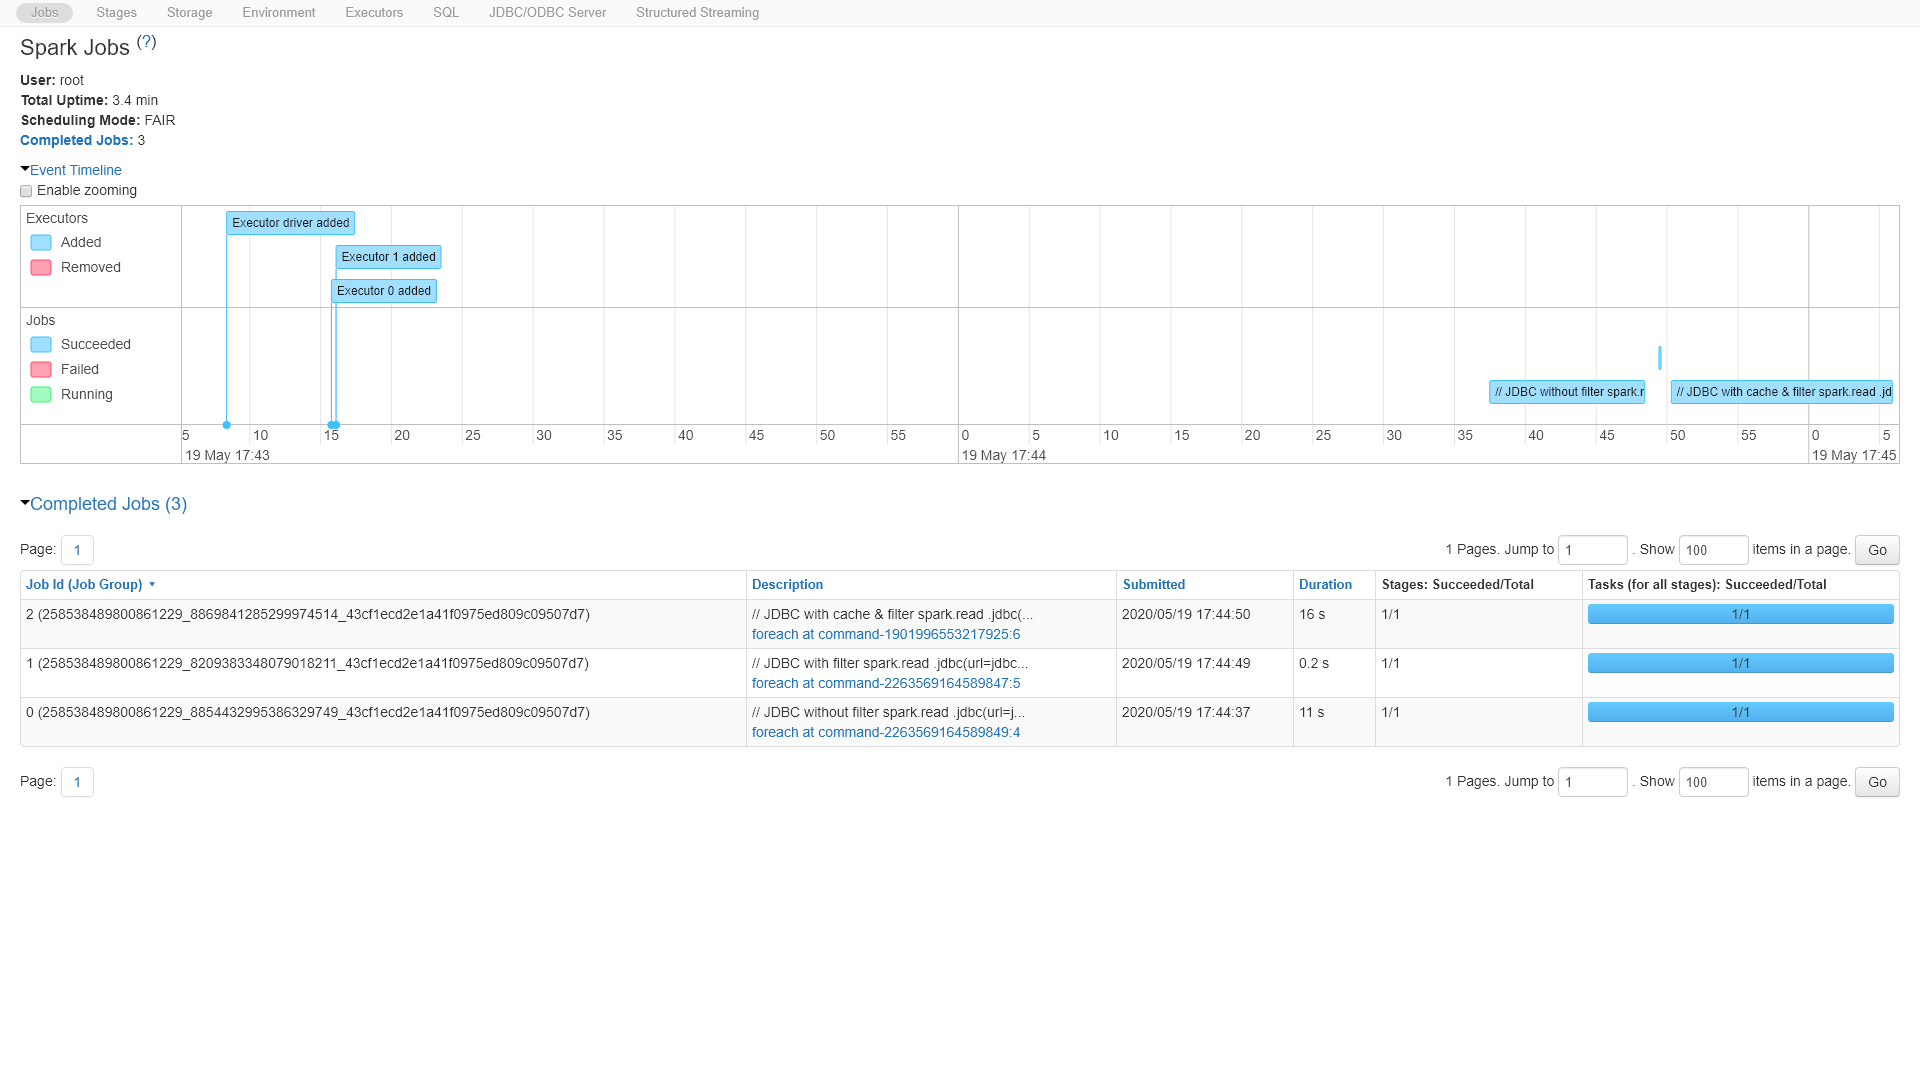 Jobs Stages Storage Environment Executors SQL JDBC/ODBC Server Structured Streaming
Spark Jobs (?)
User: root
Total Uptime: 3.4 min
Scheduling Mode: FAIR
Completed Jobs: 3
Event Timeline
Enable zooming
Executors
Added
Removed
Executor driver added
Executor 1 added
Executor 0 added
Jobs
Succeeded
Failed
Running
// JDBC without filter spark.r
// JDBC with cache & filter spark.read .jd
5 10 15 20 25 30 35 40 45 50 55 0 5 10 15 20 25 30 35 40 45 50 55 0 5
19 May 17:43 19 May 17:44 19 May 17:45
Completed Jobs (3)
Page: 1 1 Pages. Jump to 1 . Show 100 items in a page. Go
Job Id (Job Group) Description Submitted Duration Stages: Succeeded/Total Tasks (for all stages): Succeeded/Total
2 (258538489800861229_8869841285299974514_43cf1ecd2e1a41f0975ed809c09507d7) // JDBC with cache & filter spark.read .jdbc(... 2020/05/19 17:44:50 16 s 1/1 1/1
foreach at command-1901996553217925:6
1 (258538489800861229_8209383348079018211_43cf1ecd2e1a41f0975ed809c09507d7) // JDBC with filter spark.read .jdbc(url=jdbc... 2020/05/19 17:44:49 0.2 s 1/1 1/1
foreach at command-2263569164589847:5
0 (258538489800861229_8854432995386329749_43cf1ecd2e1a41f0975ed809c09507d7) // JDBC without filter spark.read .jdbc(url=j... 2020/05/19 17:44:37 11 s 1/1 1/1
foreach at command-2263569164589849:4
Page: 1 1 Pages. Jump to 1 . Show 100 items in a page. Go